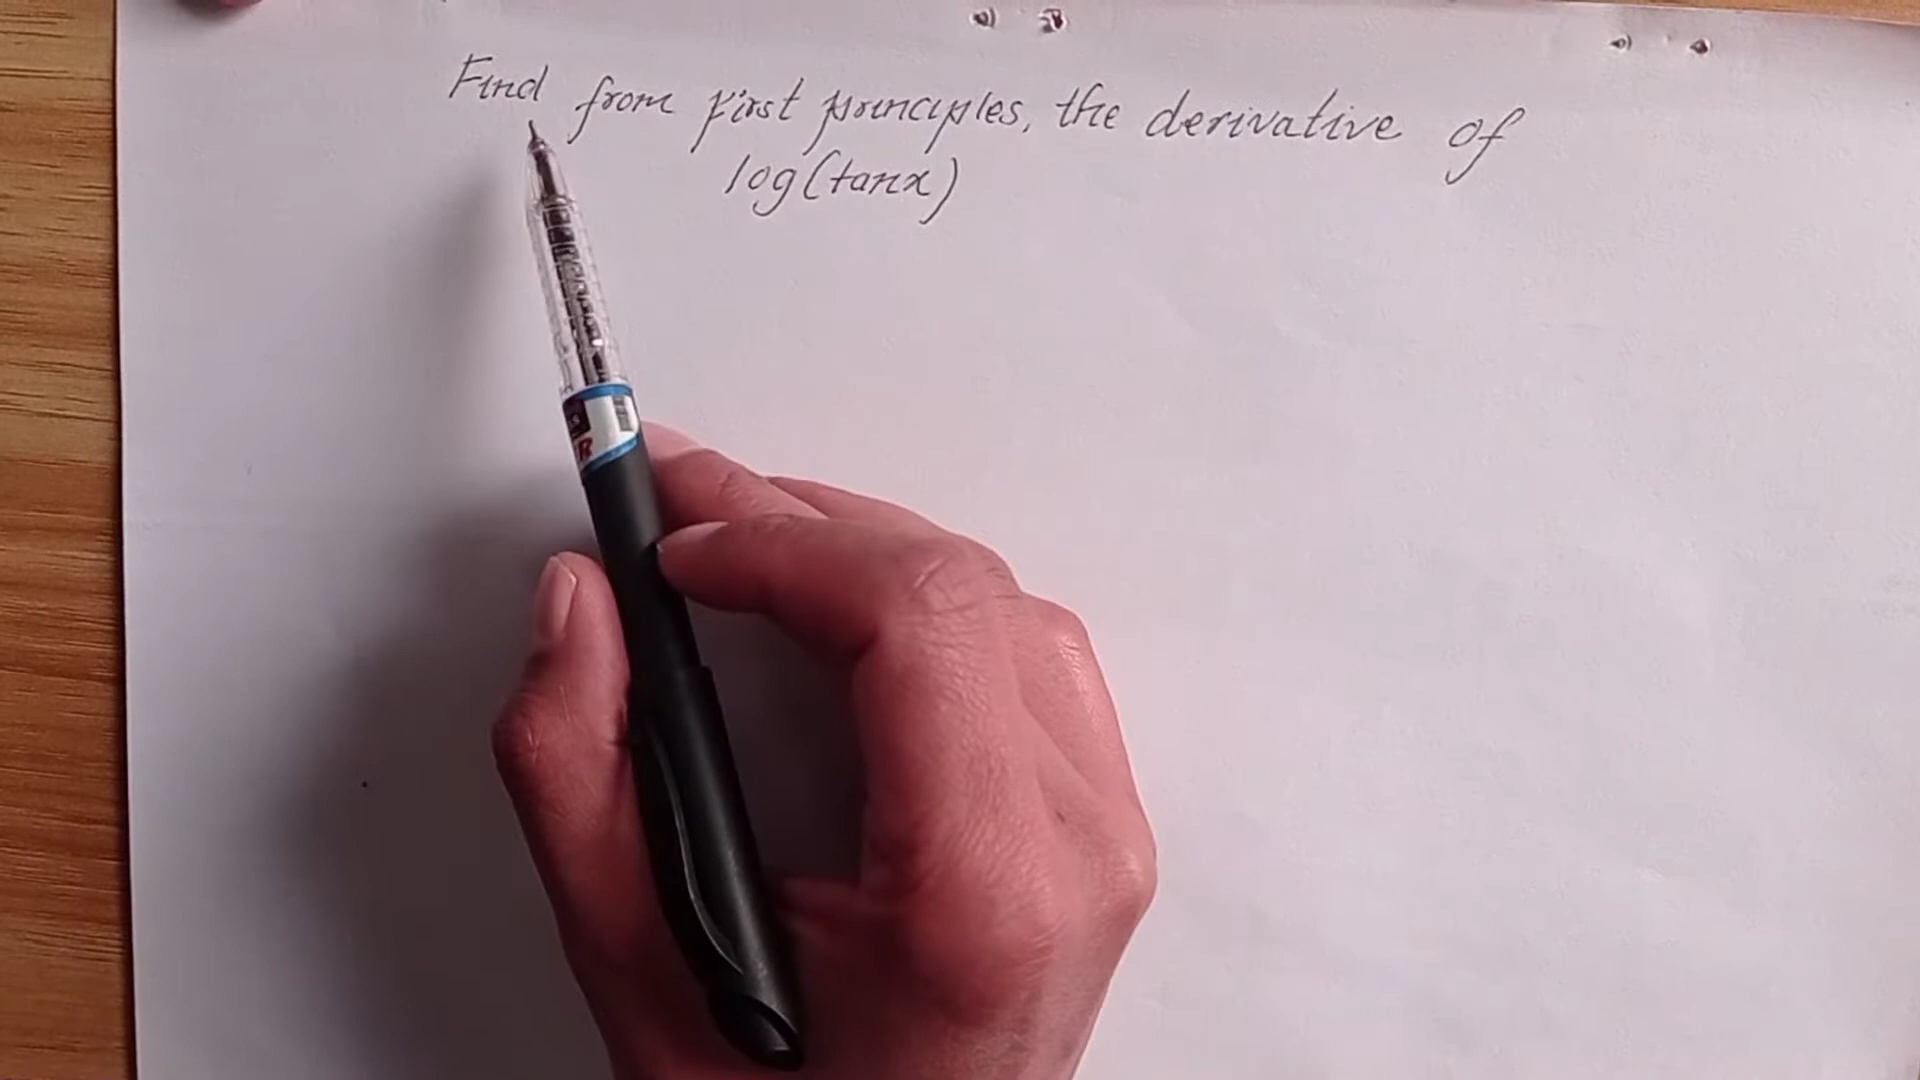 Find from first principles, the derivative of
log(tanx)